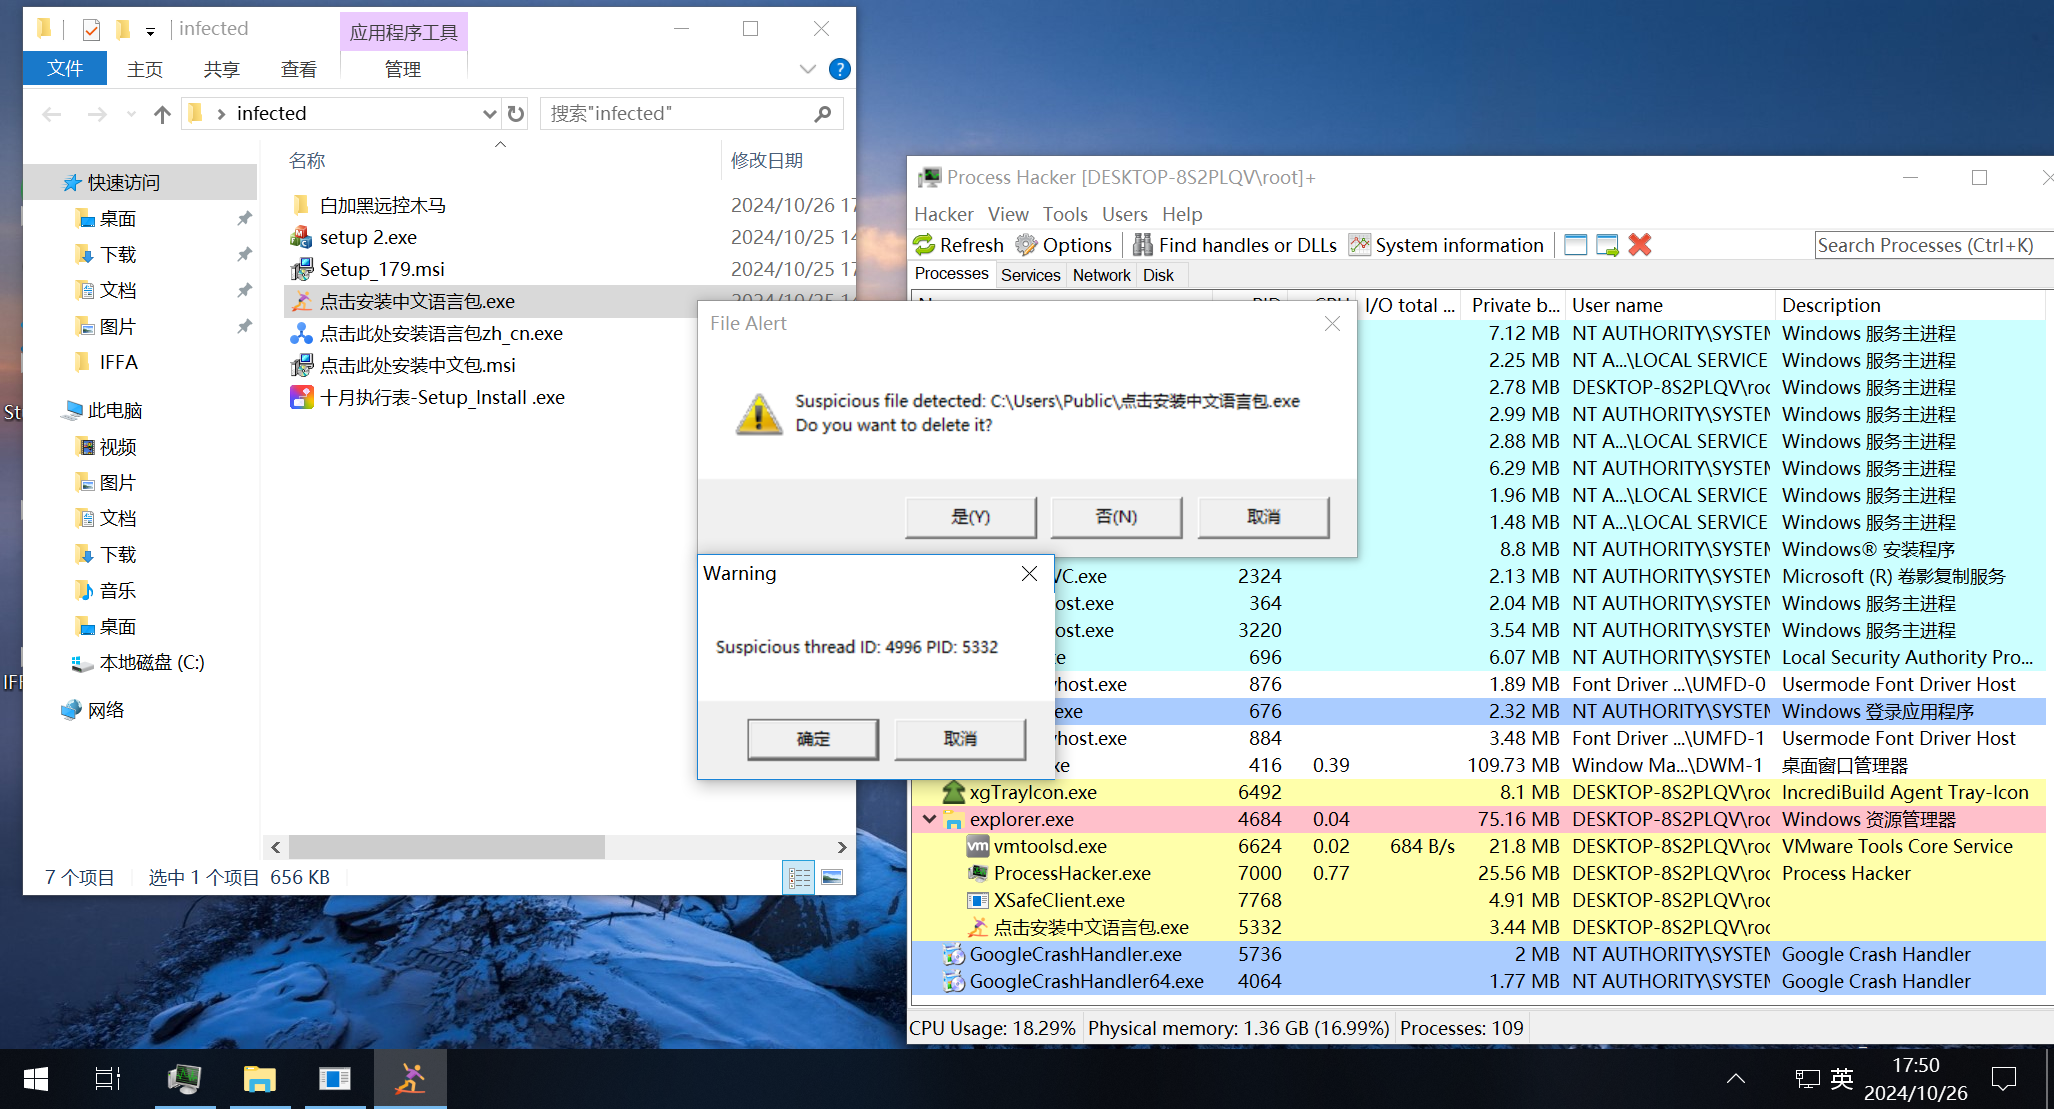 infected
应用程序工具
文件
主页
共享
查看
管理
infected
搜索"infected"
快速访问
桌面
下载
文档
图片
IFFA
此电脑
视频
图片
文档
下载
音乐
桌面
本地磁盘 (C:)
网络
名称
修改日期
白加黑远控木马
2024/10/26 17
setup 2.exe
2024/10/25 14
Setup_179.msi
2024/10/25 17
点击安装中文语言包.exe
点击此处安装语言包zh_cn.exe
点击此处安装中文包.msi
十月执行表-Setup_Install .exe
7 个项目
选中 1 个项目 656 KB
File Alert
Suspicious file detected: C:\Users\Public\点击安装中文语言包.exe
Do you want to delete it?
是(Y)
否(N)
取消
Warning
Suspicious thread ID: 4996 PID: 5332
确定
取消
Process Hacker [DESKTOP-8S2PLQV\root]+
Hacker View Tools Users Help
Refresh Options Find handles or DLLs System information
Search Processes (Ctrl+K)
Processes Services Network Disk
I/O total ... Private b... User name Description
7.12 MB NT AUTHORITY\SYSTEM Windows 服务主进程
2.25 MB NT A...\LOCAL SERVICE Windows 服务主进程
2.78 MB DESKTOP-8S2PLQV\roo Windows 服务主进程
2.99 MB NT AUTHORITY\SYSTEM Windows 服务主进程
2.88 MB NT A...\LOCAL SERVICE Windows 服务主进程
6.29 MB NT AUTHORITY\SYSTEM Windows 服务主进程
1.96 MB NT A...\LOCAL SERVICE Windows 服务主进程
1.48 MB NT A...\LOCAL SERVICE Windows 服务主进程
8.8 MB NT AUTHORITY\SYSTEM Windows® 安装程序
VC.exe 2324 2.13 MB NT AUTHORITY\SYSTEM Microsoft (R) 卷影复制服务
ost.exe 364 2.04 MB NT AUTHORITY\SYSTEM Windows 服务主进程
ost.exe 3220 3.54 MB NT AUTHORITY\SYSTEM Windows 服务主进程
e 696 6.07 MB NT AUTHORITY\SYSTEM Local Security Authority Pro...
host.exe 876 1.89 MB Font Driver ...\UMFD-0 Usermode Font Driver Host
exe 676 2.32 MB NT AUTHORITY\SYSTEM Windows 登录应用程序
host.exe 884 3.48 MB Font Driver ...\UMFD-1 Usermode Font Driver Host
xe 416 0.39 109.73 MB Window Ma...\DWM-1 桌面窗口管理器
xgTrayIcon.exe 6492 8.1 MB DESKTOP-8S2PLQV\roo IncrediBuild Agent Tray-Icon
explorer.exe 4684 0.04 75.16 MB DESKTOP-8S2PLQV\roo Windows 资源管理器
vmtoolsd.exe 6624 0.02 684 B/s 21.8 MB DESKTOP-8S2PLQV\roo VMware Tools Core Service
ProcessHacker.exe 7000 0.77 25.56 MB DESKTOP-8S2PLQV\roo Process Hacker
XSafeClient.exe 7768 4.91 MB DESKTOP-8S2PLQV\roo
点击安装中文语言包.exe 5332 3.44 MB DESKTOP-8S2PLQV\roo
GoogleCrashHandler.exe 5736 2 MB NT AUTHORITY\SYSTEM Google Crash Handler
GoogleCrashHandler64.exe 4064 1.77 MB NT AUTHORITY\SYSTEM Google Crash Handler
CPU Usage: 18.29% Physical memory: 1.36 GB (16.99%) Processes: 109
英
17:50
2024/10/26